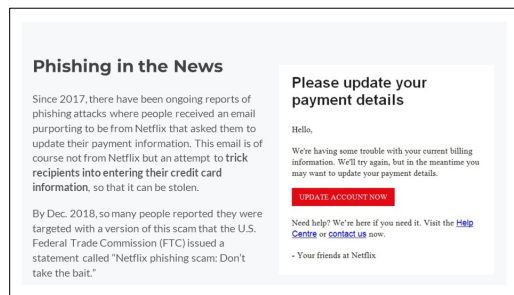 Phishing in the News
Since 2017, there have been ongoing reports of
phishing attacks where people received an email
purporting to be from Netflix that asked them to
update their payment information. This email is of
course not from Netflix but an attempt to trick
recipients into entering their credit card
information, so that it can be stolen.
By Dec. 2018, so many people reported they were
targeted with a version of this scam that the U.S.
Federal Trade Commission (FTC) issued a
statement called “Netflix phishing scam: Don’t
take the bait.”
Please update your
payment details
Hello,
We're having some trouble with your current billing
information. We'll try again, but in the meantime you
may want to update your payment details.
UPDATE ACCOUNT NOW
Need help? We're here if you need it. Visit the Help
Centre or contact us now.
- Your friends at Netflix